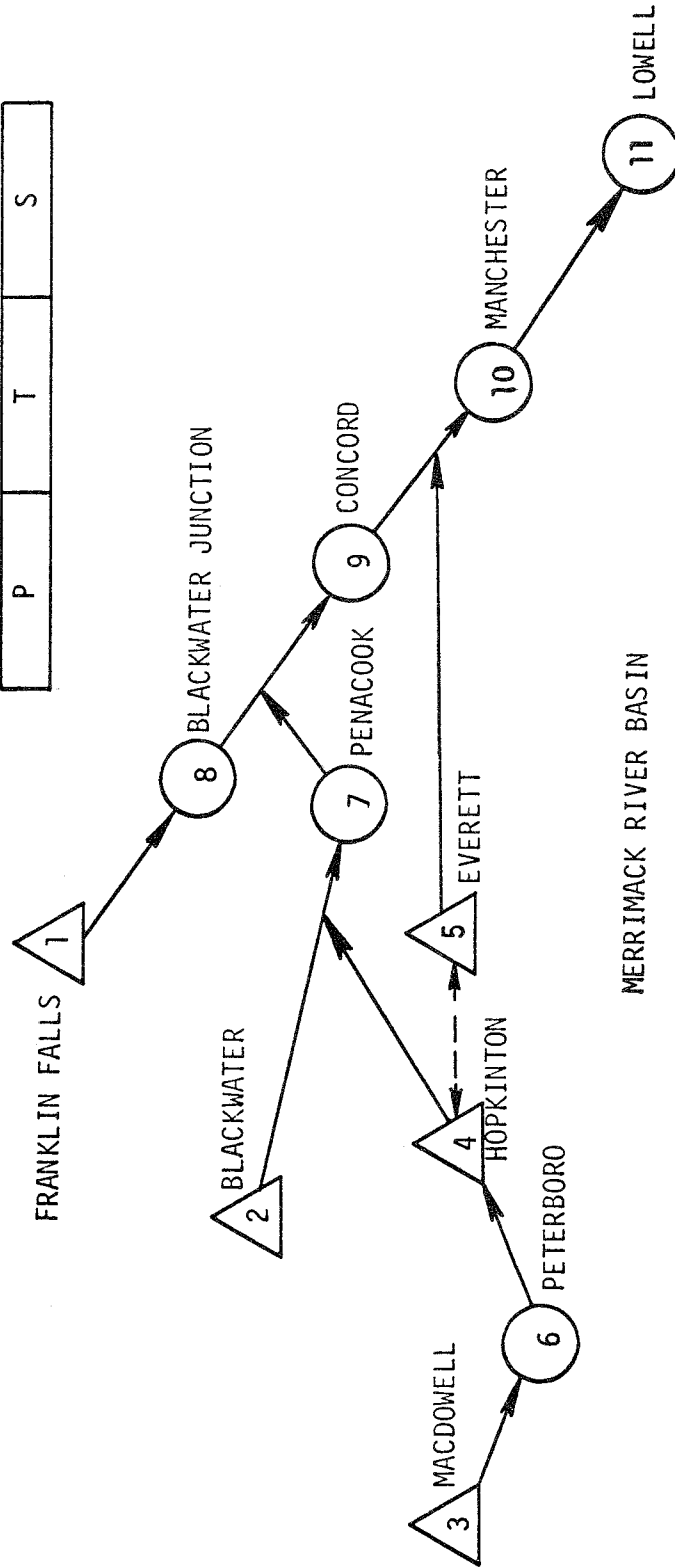 P T S
FRANKLIN FALLS
1
8
BLACKWATER JUNCTION
BLACKWATER
2
7
PENACOOK
9
CONCORD
MACDOWELL
3
4
HOPKINTON
5
EVERETT
10
MANCHESTER
6
PETERBORO
11
LOWELL
MERRIMACK RIVER BASIN